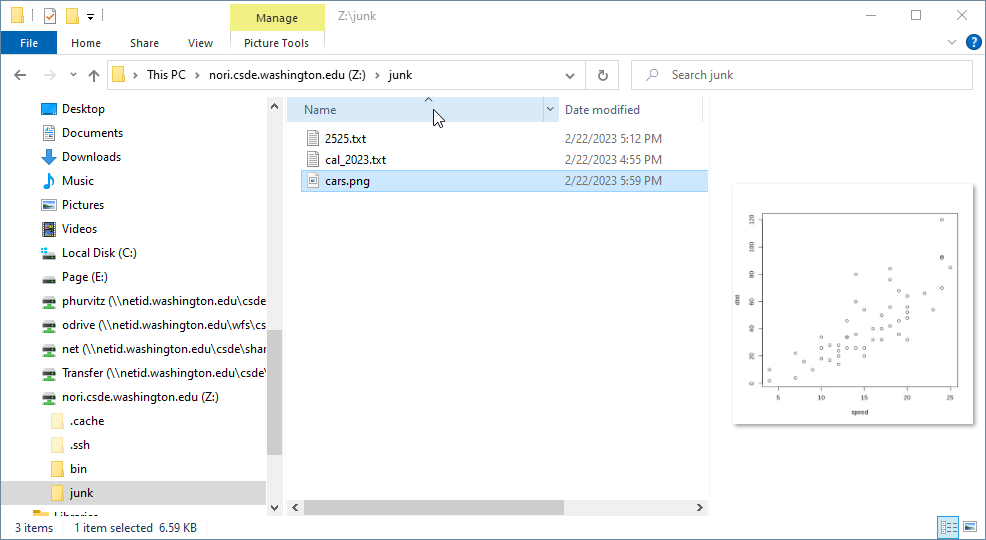 Manage Z:\junk
File Home Share View Picture Tools
This PC nori.csde.washington.edu (Z:) junk Search junk
Name Date modified
Desktop
Documents
Downloads
Music
Pictures
Videos
Local Disk (C:)
Page (E:)
phurvitz (\\netid.washington.edu\csde
odrive (\\netid.washington.edu\wfs\cs
net (\\netid.washington.edu\csde\shar
Transfer (\\netid.washington.edu\csde\
nori.csde.washington.edu (Z:)
.cache
.ssh
bin
junk
Libraries
2525.txt 2/22/2023 5:12 PM
cal_2023.txt 2/22/2023 4:55 PM
cars.png 2/22/2023 5:59 PM
120
100
80
60
40
20
0
dist
5 10 15 20 25
speed
3 items 1 item selected 6.59 KB